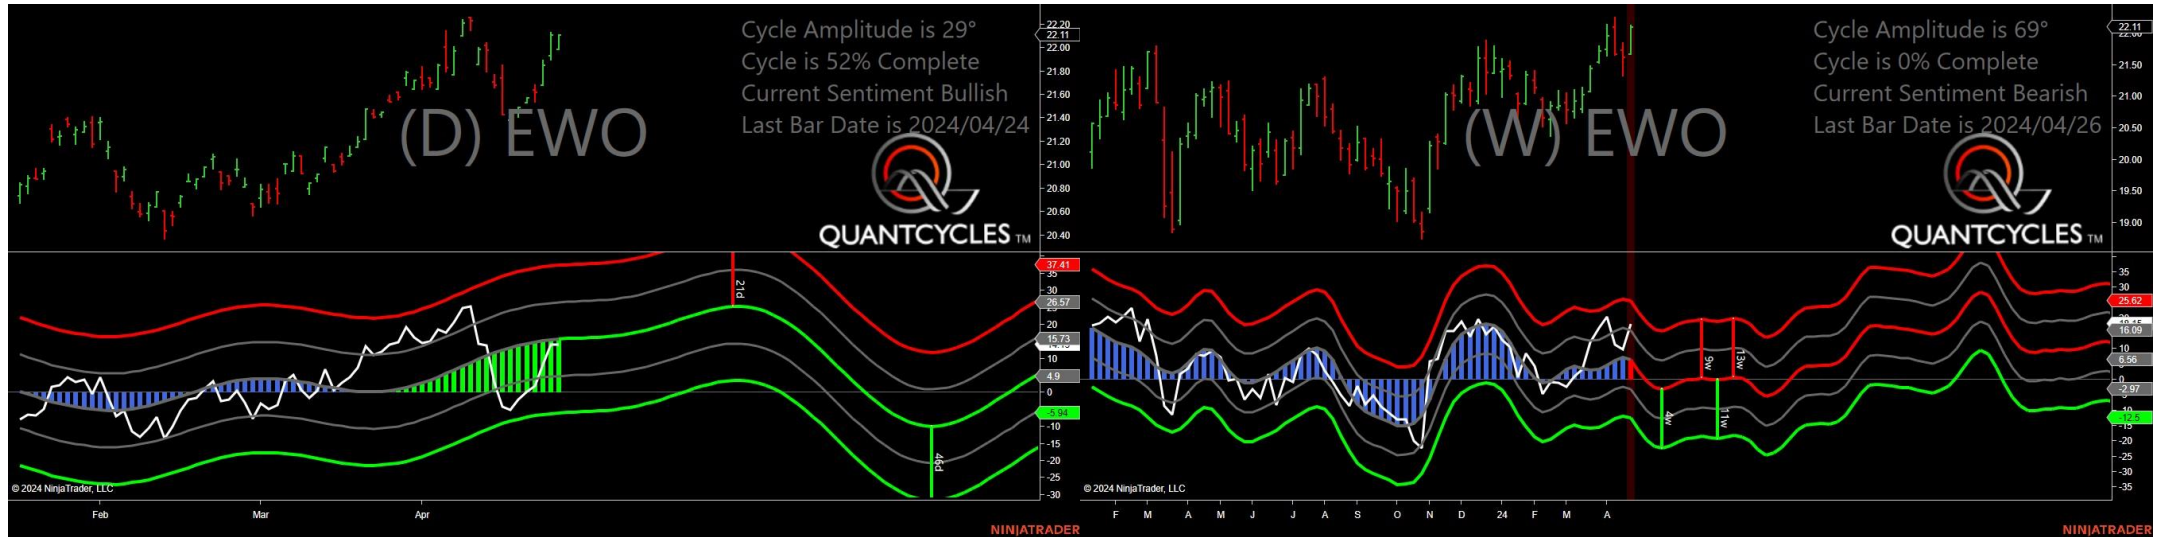 Cycle Amplitude is 29°
Cycle is 52% Complete
Current Sentiment Bullish
Last Bar Date is 2024/04/24
(D) EWO
QUANTCYCLES TM
22.20
22.11
22.00
21.80
21.60
21.40
21.20
21.00
20.80
20.60
20.40
37.41
35
30
26.57
20
15.73
10
4.9
0
-5.94
-10
-15
-20
-25
-30
21d
46d
© 2024 NinjaTrader, LLC
Feb Mar Apr
NINJATRADER
Cycle Amplitude is 69°
Cycle is 0% Complete
Current Sentiment Bearish
Last Bar Date is 2024/04/26
(W) EWO
QUANTCYCLES TM
22.11
21.50
21.00
20.50
20.00
19.50
19.00
35
30
25.62
16.09
10
6.56
0
-2.97
-12.5
-20
-25
-30
-35
9w
13w
4w
11w
© 2024 NinjaTrader, LLC
F M A M J J A S O N D 24 F M A
NINJATRADER